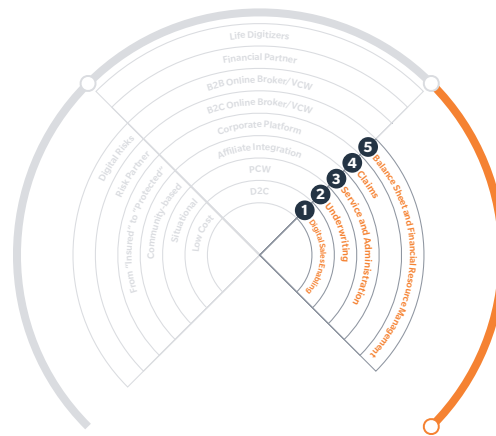 Life Digitizers
Financial Partner
B2B Online Broker/VCW
B2C Online Broker/VCW
Corporate Platform
Affiliate Integration
PCW
D2C
Digital Risks
Risk Partner
From "Insured" to "Protected"
Community-based
Situational
Low Cost
1
Digital Sales Enabling
2
Underwriting
3
Service and Administration
4
Claims
5
Balance Sheet and Financial Resource Management